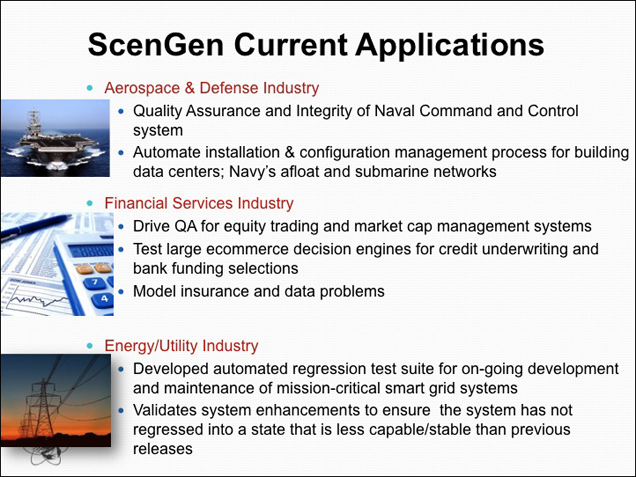 ScenGen Current Applications
Aerospace & Defense Industry
Quality Assurance and Integrity of Naval Command and Control
system
Automate installation & configuration management process for building
data centers; Navy's afloat and submarine networks
Financial Services Industry
Drive QA for equity trading and market cap management systems
Test large ecommerce decision engines for credit underwriting and
bank funding selections
Model insurance and data problems
Energy/Utility Industry
Developed automated regression test suite for on-going development
and maintenance of mission-critical smart grid systems
Validates system enhancements to ensure  the system has not
regressed into a state that is less capable/stable than previous
releases
7
4